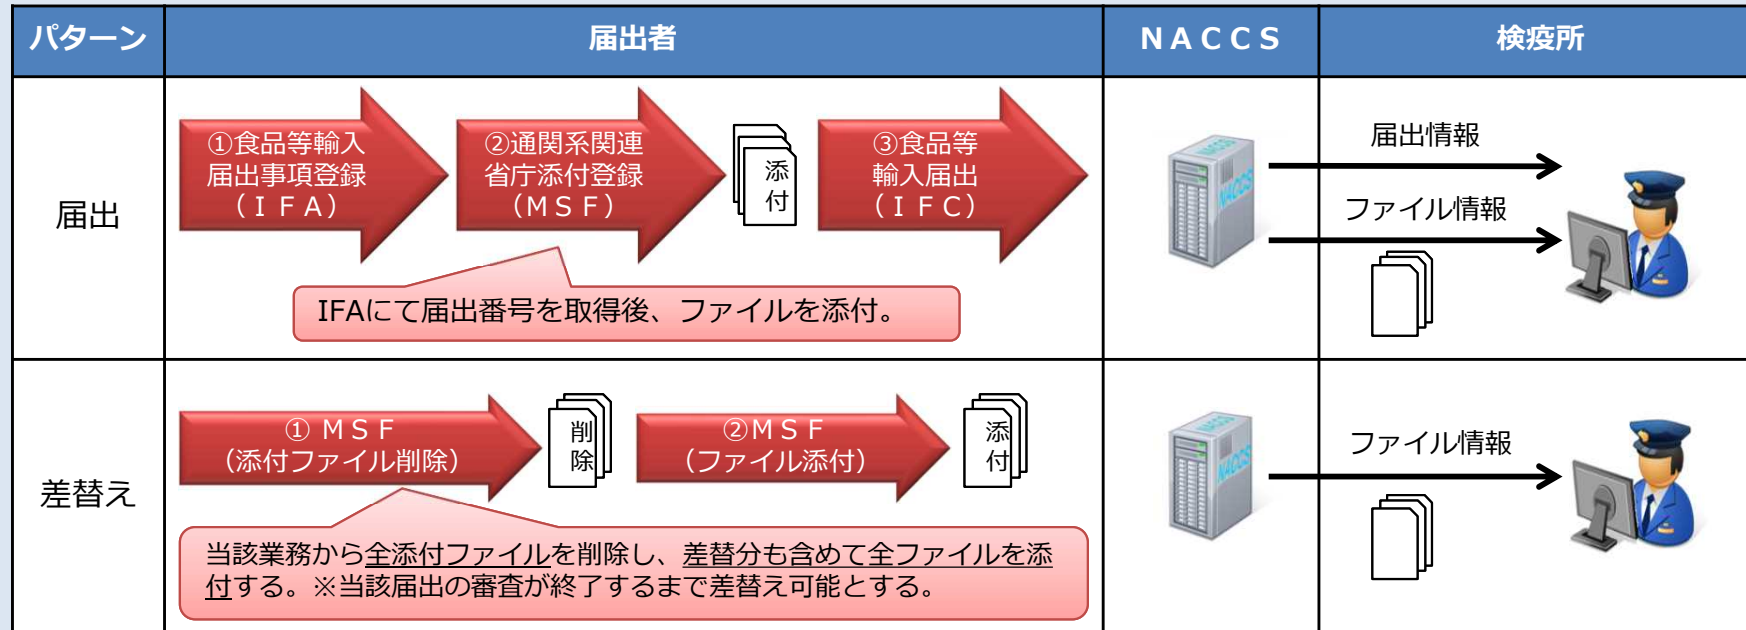 パターン
届出者
ＮＡＣＣＳ
検疫所
届出
①食品等輸入
届出事項登録
（ＩＦＡ）
②通関系関連
省庁添付登録
（ＭＳＦ）
添
付
③食品等
輸入届出
（ＩＦＣ）
IFAにて届出番号を取得後、ファイルを添付。
NACCS
NACCS
届出情報
ファイル情報
差替え
① ＭＳＦ
（添付ファイル削除）
削
除
②ＭＳＦ
（ファイル添付）
添
付
当該業務から全添付ファイルを削除し、差替分も含めて全ファイルを添
付する。※当該届出の審査が終了するまで差替え可能とする。
NACCS
NACCS
ファイル情報